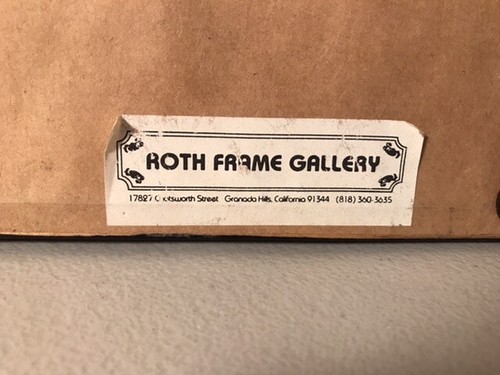 ROTH FRAME GALLERY
17827 Street Granada Hills, California 91344 (818) 360-3635